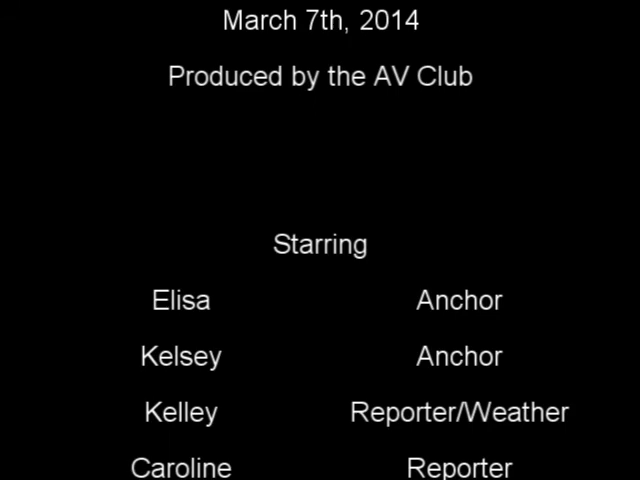 March 7th, 2014
Produced by the AV Club
Starring
Elisa Anchor
Kelsey Anchor
Kelley Reporter/Weather
Caroline Reporter